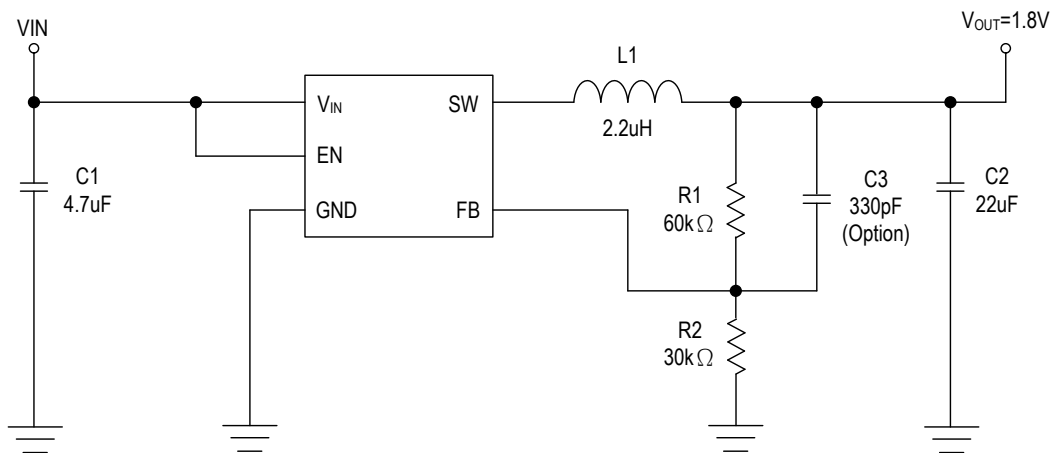 VIN
VOUT=1.8V
L1
VIN
SW
2.2uH
EN
C1
4.7uF
GND
FB
R1
60kΩ
C3
330pF
(Option)
C2
22uF
R2
30kΩ